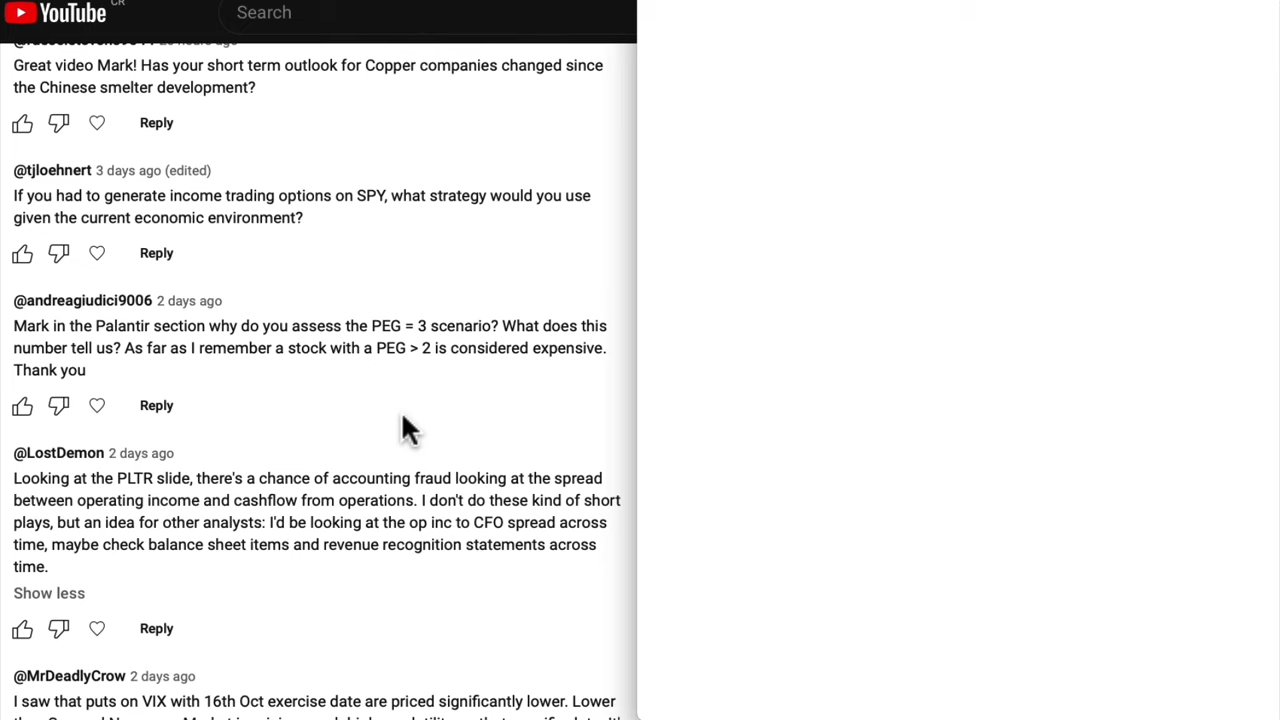 YouTube CR
Search
Great video Mark! Has your short term outlook for Copper companies changed since
the Chinese smelter development?
Reply
@tjloehnert 3 days ago (edited)
If you had to generate income trading options on SPY, what strategy would you use
given the current economic environment?
Reply
@andreagiudici9006 2 days ago
Mark in the Palantir section why do you assess the PEG = 3 scenario? What does this
number tell us? As far as I remember a stock with a PEG > 2 is considered expensive.
Thank you
Reply
@LostDemon 2 days ago
Looking at the PLTR slide, there's a chance of accounting fraud looking at the spread
between operating income and cashflow from operations. I don't do these kind of short
plays, but an idea for other analysts: I'd be looking at the op inc to CFO spread across
time, maybe check balance sheet items and revenue recognition statements across
time.
Show less
Reply
@MrDeadlyCrow 2 days ago
I saw that puts on VIX with 16th Oct exercise date are priced significantly lower. Lower